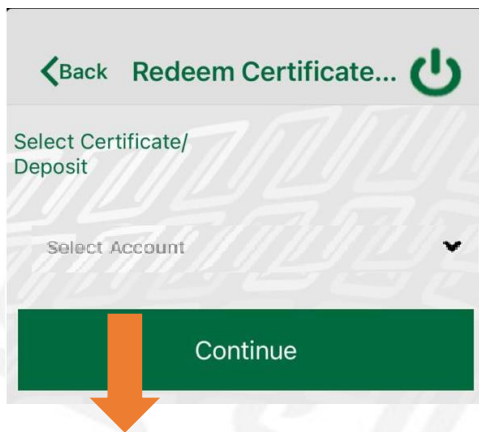 Back Redeem Certificate...
Select Certificate/
Deposit
Select Account
Continue